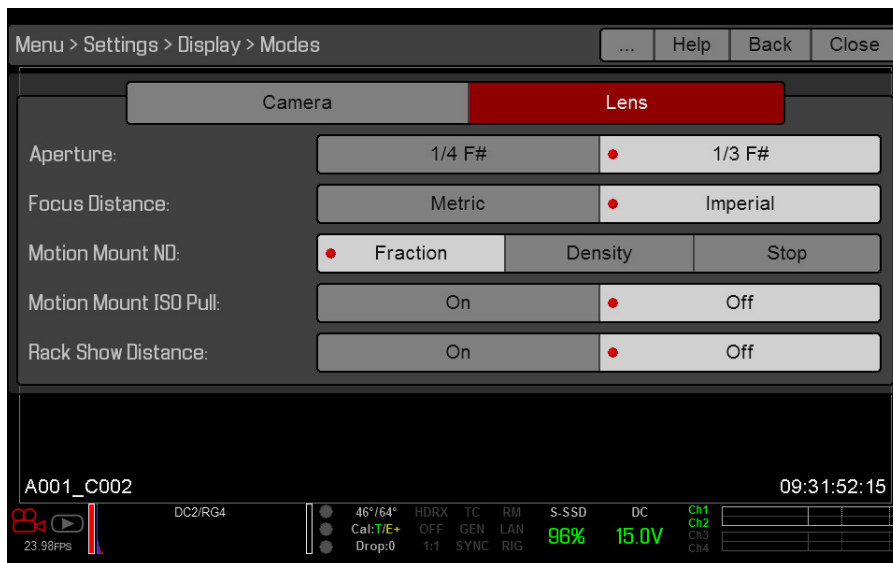 Menu > Settings > Display > Modes ... Help Back Close
Camera Lens
Aperture: 1/4 F# 1/3 F#
Focus Distance: Metric Imperial
Motion Mount ND: Fraction Density Stop
Motion Mount ISO Pull: On Off
Rack Show Distance: On Off
A001_C002 09:31:52:15
DC2/RG4 46°/64° HDRX TC RM S-SSD DC Ch1
Cal:T/E+ OFF GEN LAN 96% 15.0V Ch2
23.98FPS Drop:0 1:1 SYNC RIG Ch3
Ch4